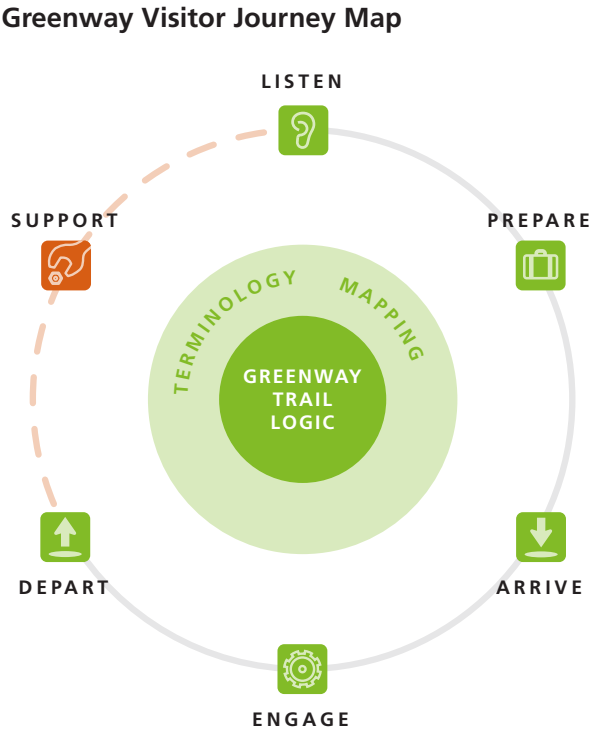 Greenway Visitor Journey Map
LISTEN
SUPPORT
PREPARE
TERMINOLOGY MAPPING
GREENWAY
TRAIL
LOGIC
DEPART
ARRIVE
ENGAGE